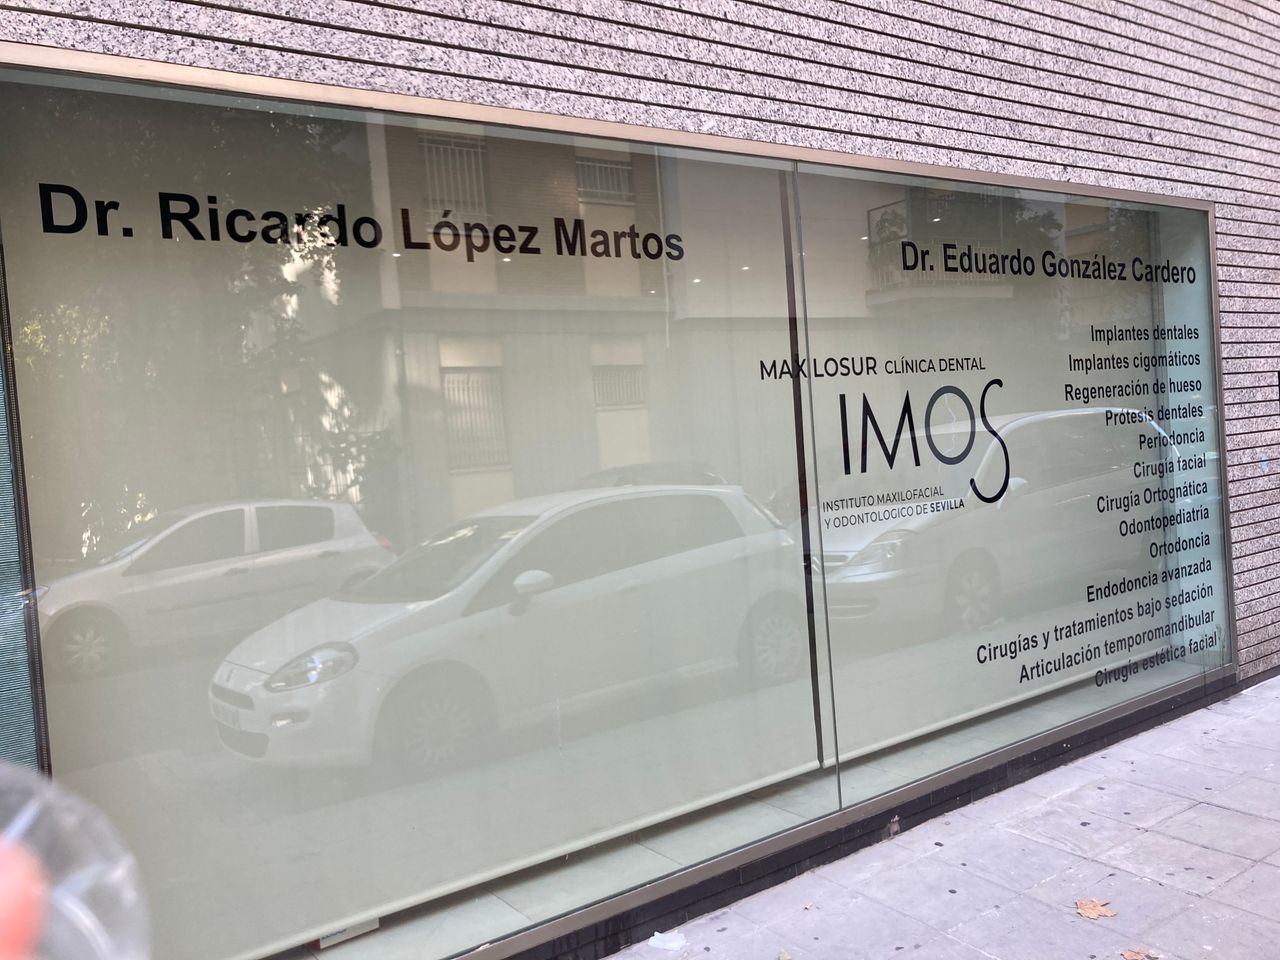 Dr. Ricardo López Martos
Dr. Eduardo González Cardero
MAXILOSUR CLÍNICA DENTAL
IMOS
INSTITUTO MAXILOFACIAL
Y ODONTOLOGICO DE SEVILLA
Implantes dentales
Implantes cigomáticos
Regeneración de hueso
Prótesis dentales
Periodoncia
Cirugía facial
Cirugía Ortognática
Odontopediatría
Ortodoncia
Endodoncia avanzada
Cirugías y tratamientos bajo sedación
Articulación temporomandibular
Cirugía estética facial